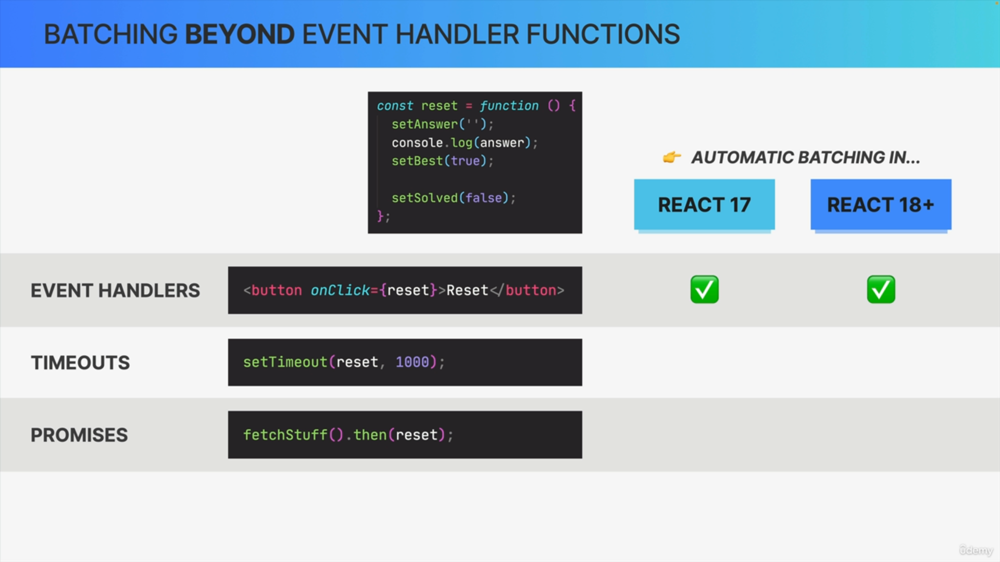 BATCHING BEYOND EVENT HANDLER FUNCTIONS
const reset = function () {
setAnswer('');
console.log(answer);
setBest(true);
setSolved(false);
};
👉 AUTOMATIC BATCHING IN...
REACT 17
REACT 18+
EVENT HANDLERS
<button onClick={reset}>Reset</button>
✅ ✅
TIMEOUTS
setTimeout(reset, 1000);
PROMISES
fetchStuff().then(reset);
ûdemy